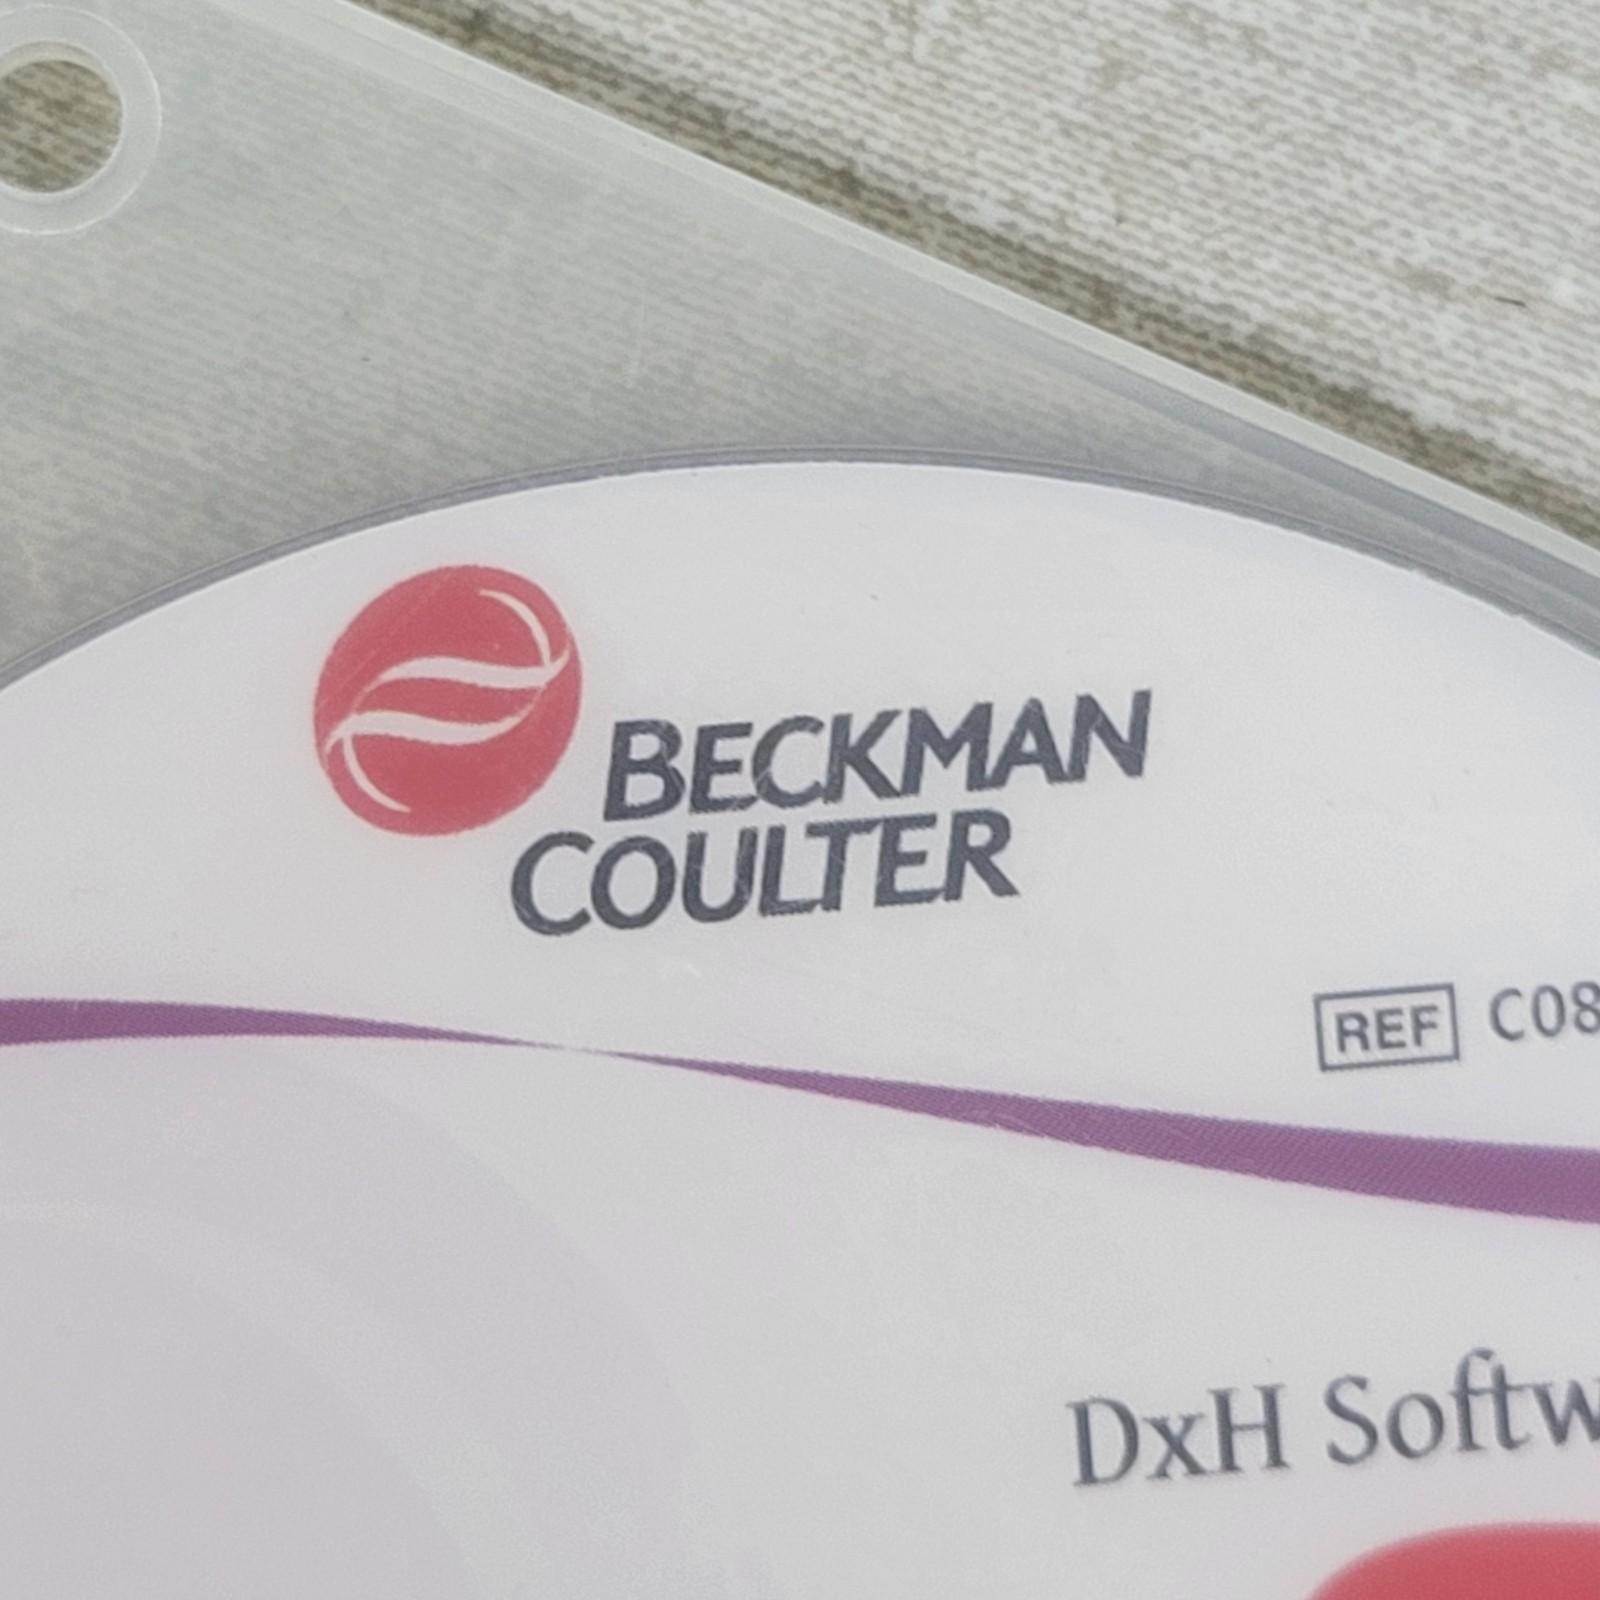 BECKMAN
COULTER
REF C08
DxH Softw